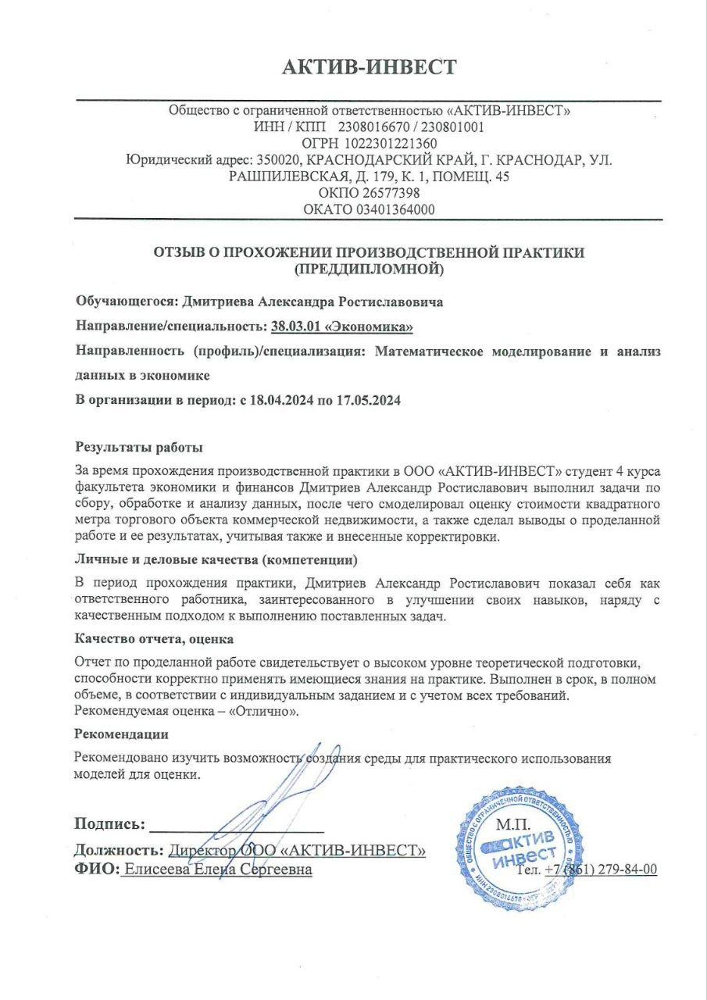 АКТИВ-ИНВЕСТ
Общество с ограниченной ответственностью «АКТИВ-ИНВЕСТ»
ИНН / КПП 2308016670 / 230801001
ОГРН 1022301221360
Юридический адрес: 350020, КРАСНОДАРСКИЙ КРАЙ, Г. КРАСНОДАР, УЛ.
РАШПИЛЕВСКАЯ, Д. 179, К. 1, ПОМЕЩ. 45
ОКПО 26577398
ОКАТО 03401364000
ОТЗЫВ О ПРОХОЖЕНИИ ПРОИЗВОДСТВЕННОЙ ПРАКТИКИ
(ПРЕДДИПЛОМНОЙ)
Обучающегося: Дмитриева Александра Ростиславовича
Направление/специальность: 38.03.01 «Экономика»
Направленность (профиль)/специализация: Математическое моделирование и анализ
данных в экономике
В организации в период: с 18.04.2024 по 17.05.2024
Результаты работы
За время прохождения производственной практики в ООО «АКТИВ-ИНВЕСТ» студент 4 курса
факультета экономики и финансов Дмитриев Александр Ростиславович выполнил задачи по
сбору, обработке и анализу данных, после чего смоделировал оценку стоимости квадратного
метра торгового объекта коммерческой недвижимости, а также сделал выводы о проделанной
работе и ее результатах, учитывая также и внесенные корректировки.
Личные и деловые качества (компетенции)
В период прохождения практики, Дмитриев Александр Ростиславович показал себя как
ответственного работника, заинтересованного в улучшении своих навыков, наряду с
качественным подходом к выполнению поставленных задач.
Качество отчета, оценка
Отчет по проделанной работе свидетельствует о высоком уровне теоретической подготовки,
способности корректно применять имеющиеся знания на практике. Выполнен в срок, в полном
объеме, в соответствии с индивидуальным заданием и с учетом всех требований.
Рекомендуемая оценка – «Отлично».
Рекомендации
Рекомендовано изучить возможность создания среды для практического использования
моделей для оценки.
Подпись:
М.П.
Должность: Директор ООО «АКТИВ-ИНВЕСТ»
ФИО: Елисеева Елена Сергеевна
Тел. +7 (861) 279-84-00
ОБЩЕСТВО С ОГРАНИЧЕННОЙ ОТВЕТСТВЕННОСТЬЮ
АКТИВ
ИНВЕСТ
ИНН 2308016670